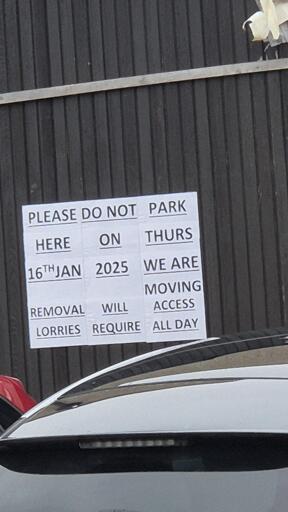 PLEASE DO NOT PARK
HERE ON THURS
16TH JAN 2025 WE ARE
MOVING
REMOVAL WILL ACCESS
LORRIES REQUIRE ALL DAY